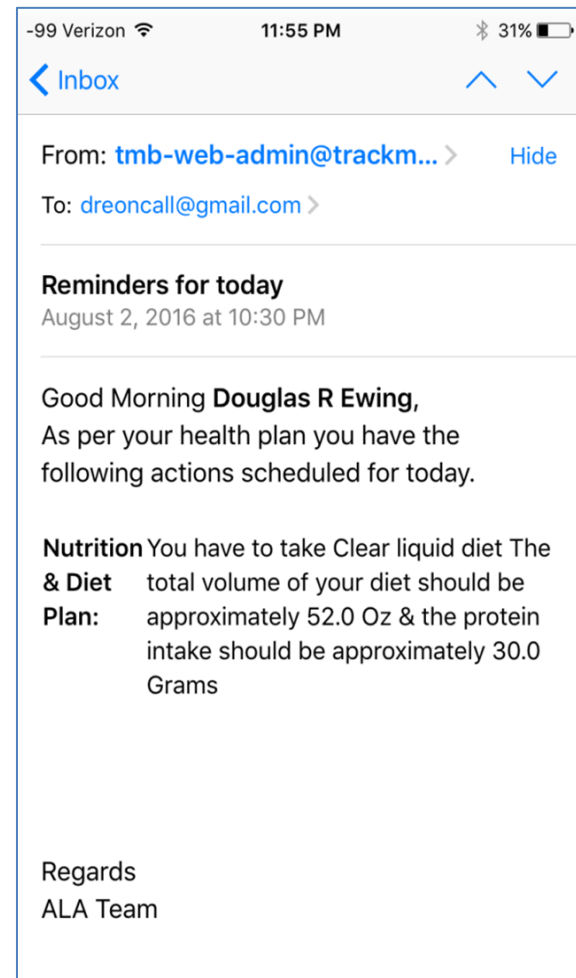 -99 Verizon 11:55 PM 31%
Inbox
From: tmb-web-admin@trackm... Hide
To: dreoncall@gmail.com
Reminders for today
August 2, 2016 at 10:30 PM
Good Morning Douglas R Ewing,
As per your health plan you have the
following actions scheduled for today.
Nutrition You have to take Clear liquid diet The
& Diet total volume of your diet should be
Plan: approximately 52.0 Oz & the protein
intake should be approximately 30.0
Grams
Regards
ALA Team